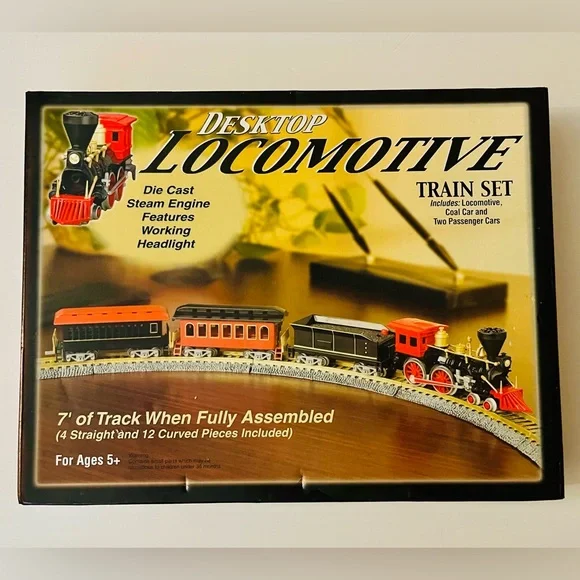 DESKTOP
LOCOMOTIVE
TRAIN SET
Includes: Locomotive,
Coal Car and
Two Passenger Cars
Die Cast
Steam Engine
Features
Working
Headlight
7' of Track When Fully Assembled
(4 Straight and 12 Curved Pieces Included)
For Ages 5+